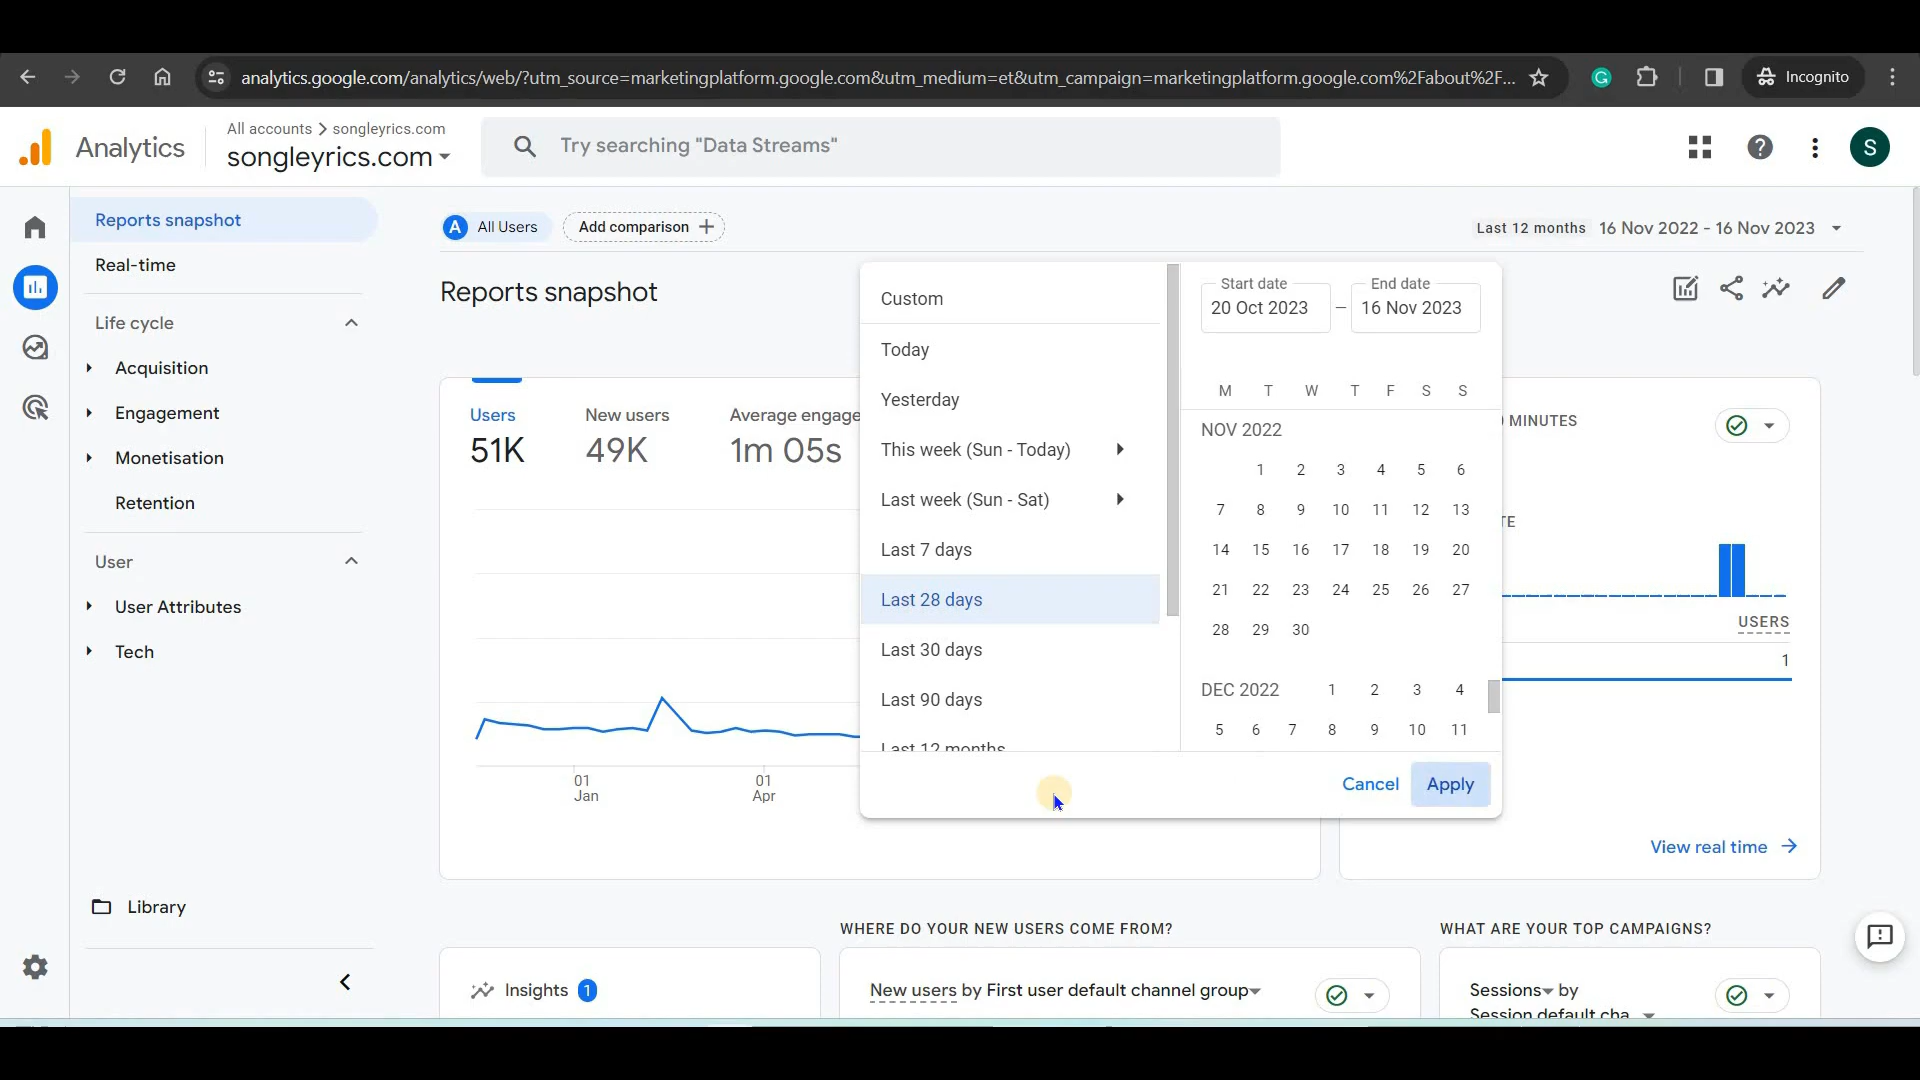 analytics.google.com/analytics/web/?utm_source=marketingplatform.google.com&utm_medium=et&utm_campaign=marketingplatform.google.com%2Fabout%2F...
Incognito
Analytics
All accounts > songleyrics.com
songleyrics.com
Try searching "Data Streams"
S
Reports snapshot
Real-time
Life cycle
Acquisition
Engagement
Monetisation
Retention
User
User Attributes
Tech
Library
A All Users
Add comparison +
Last 12 months 16 Nov 2022 - 16 Nov 2023
Reports snapshot
Users
51K
New users
49K
Average engage
1m 05s
01
Jan
01
Apr
Custom
Today
Yesterday
This week (Sun - Today)
Last week (Sun - Sat)
Last 7 days
Last 28 days
Last 30 days
Last 90 days
Last 12 months
Start date
20 Oct 2023
–
End date
16 Nov 2023
M T W T F S S
NOV 2022
1 2 3 4 5 6
7 8 9 10 11 12 13
14 15 16 17 18 19 20
21 22 23 24 25 26 27
28 29 30
DEC 2022 1 2 3 4
5 6 7 8 9 10 11
Cancel Apply
MINUTES
TE
USERS
1
View real time
Insights 1
WHERE DO YOUR NEW USERS COME FROM?
New users by First user default channel group
WHAT ARE YOUR TOP CAMPAIGNS?
Sessions by
Session default cha